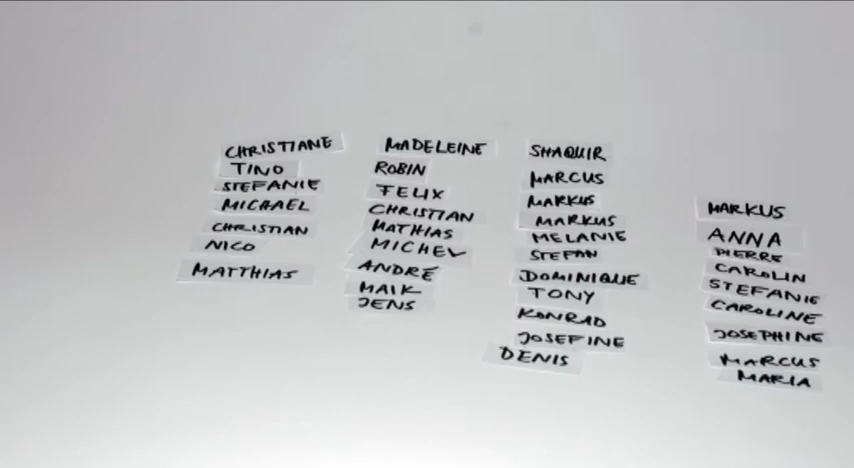 CHRISTIANE
TINO
STEFANIE
MICHAEL
CHRISTIAN
NICO
MATTHIAS
MADELEINE
ROBIN
FELIX
CHRISTIAN
MATHIAS
MICHEL
ANDRÉ
MAIK
JENS
SHAQUIR
MARCUS
MARKUS
MARKUS
MELANIE
STEFAN
DOMINIQUE
TONY
KONRAD
JOSEFINE
DENIS
MARKUS
ANNA
PIERRE
CAROLIN
STEFANIE
CAROLINE
JOSEPHINE
MARCUS
MARIA